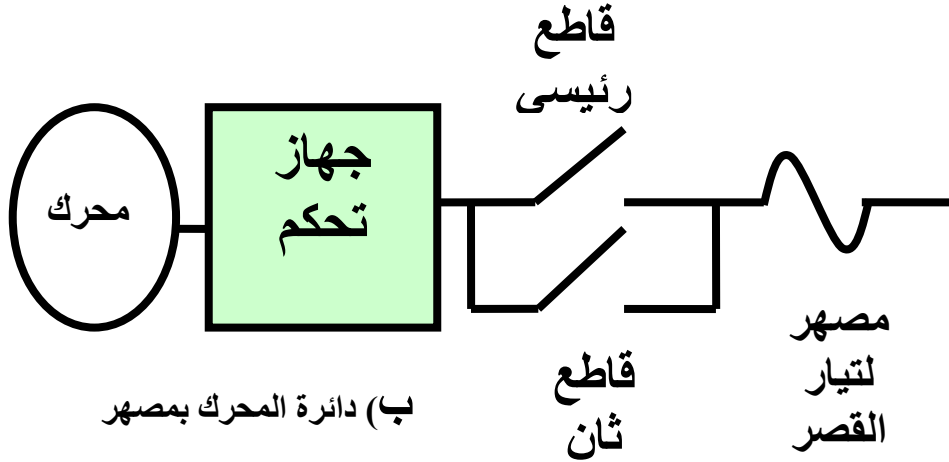 قاطع
رئيسى
جهاز
تحكم
محرك
مصهر
لتيار
القصر
قاطع
ثان
ب) دائرة المحرك بمصهر